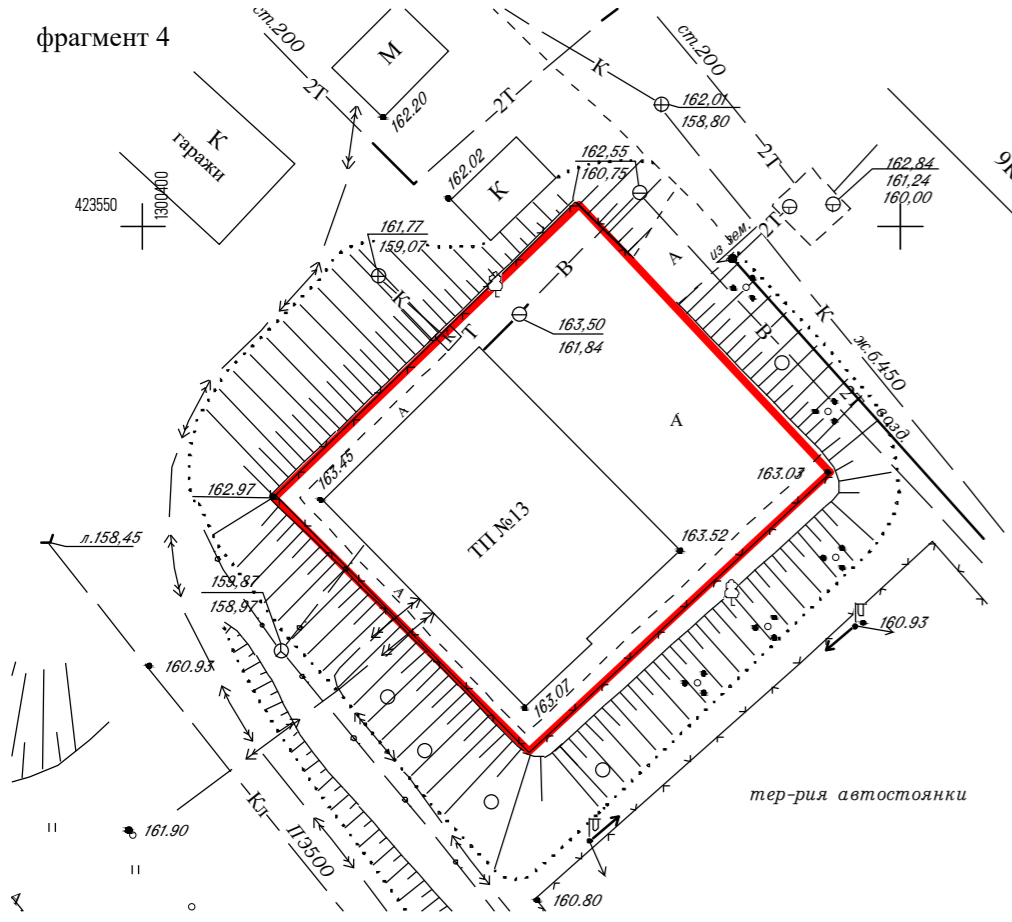 фрагмент 4
ст.200
2Т
М
162.20
2Т
К
ст.200
162,01
158,80
2Т
162,84
161,24
160,00
К
гаражи
162.02
К
162,55
160,75
423550
1300400
161,77
159,07
К
из зем.
2Т
А
В
В
К
Т
163,50
161,84
ж.б.450
возд.
А
А
163.45
162.97
163.03
ТП №13
163.52
л.158,45
159,87
158,97
А
160.93
160.93
163.07
тер-рия автостоянки
Кл
ПЭ500
161.90
160.80